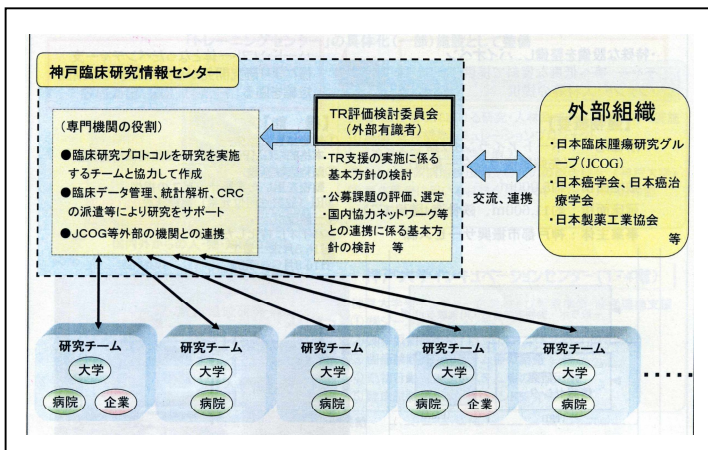 神戸臨床研究情報センター
（専門機関の役割）
●臨床研究プロトコルを研究を実施
するチームと協力して作成
●臨床データ管理、統計解析、CRC
の派遣等により研究をサポート
●JCOG等外部の機関との連携
TR評価検討委員会
（外部有識者）
・TR支援の実施に係る
基本方針の検討
・公募課題の評価、選定
・国内協力ネットワーク等
との連携に係る基本方
針の検討　等
交流、連携
外部組織
・日本臨床腫瘍研究グル
ープ(JCOG)
・日本癌学会、日本癌治
療学会
・日本製薬工業協会
等
研究チーム
大学
病院
企業
研究チーム
大学
病院
研究チーム
大学
病院
研究チーム
大学
病院
企業
研究チーム
大学
病院